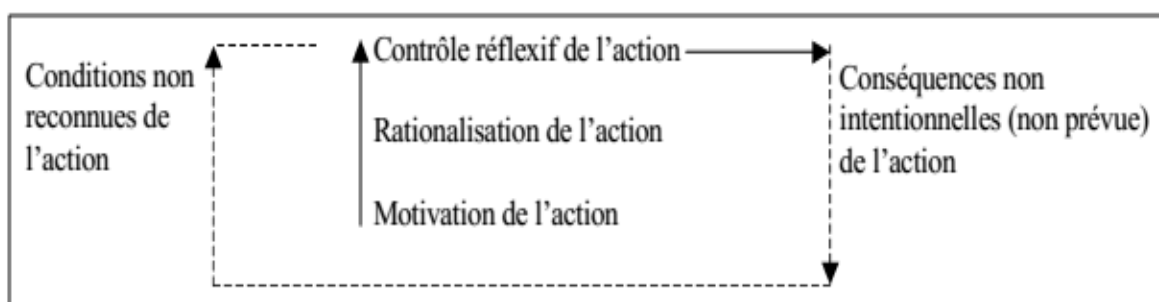 Conditions non
reconnues de
l’action
Contrôle réflexif de l’action
Rationalisation de l’action
Motivation de l’action
Conséquences non
intentionnelles (non prévue)
de l’action